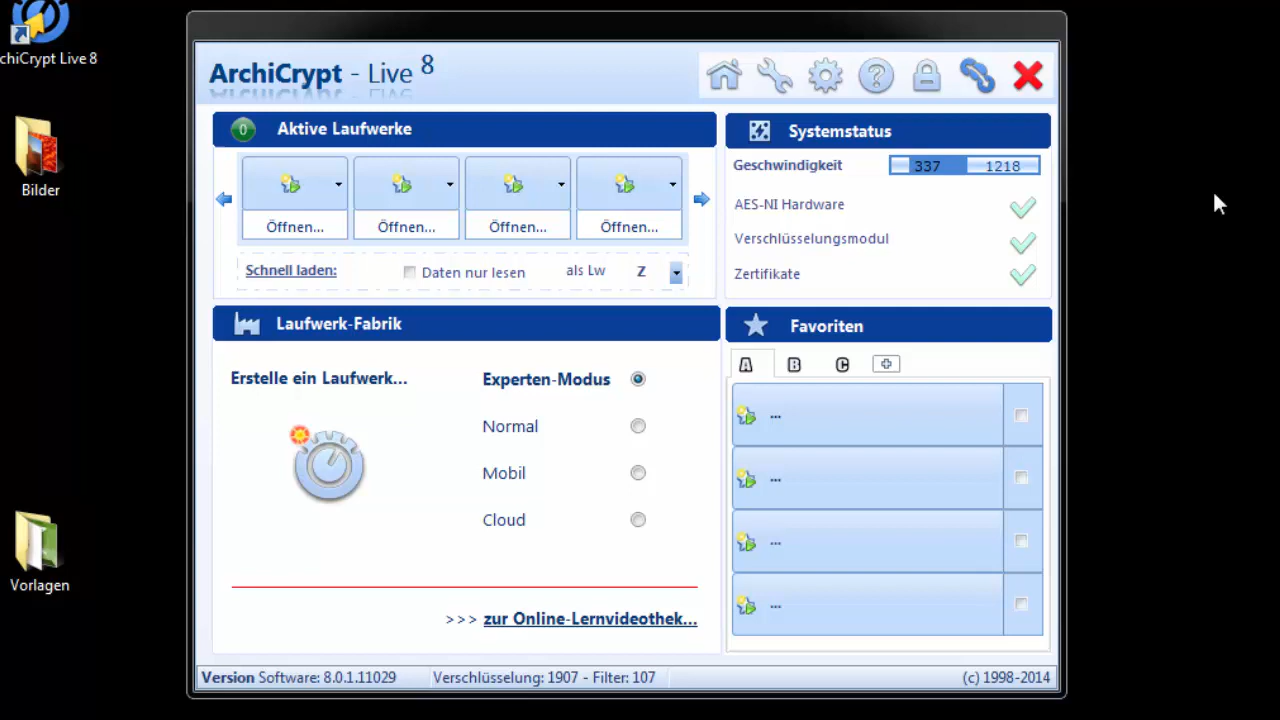 chiCrypt Live 8
Bilder
Vorlagen
ArchiCrypt - Live 8
0 Aktive Laufwerke
Öffnen... Öffnen... Öffnen... Öffnen...
Schnell laden: Daten nur lesen als Lw Z
Systemstatus
Geschwindigkeit 337 1218
AES-NI Hardware
Verschlüsselungsmodul
Zertifikate
Laufwerk-Fabrik
Erstelle ein Laufwerk...
Experten-Modus
Normal
Mobil
Cloud
>>> zur Online-Lernvideothek...
Favoriten
A B C
...
...
...
...
Version Software: 8.0.1.11029 Verschlüsselung: 1907 - Filter: 107 (c) 1998-2014